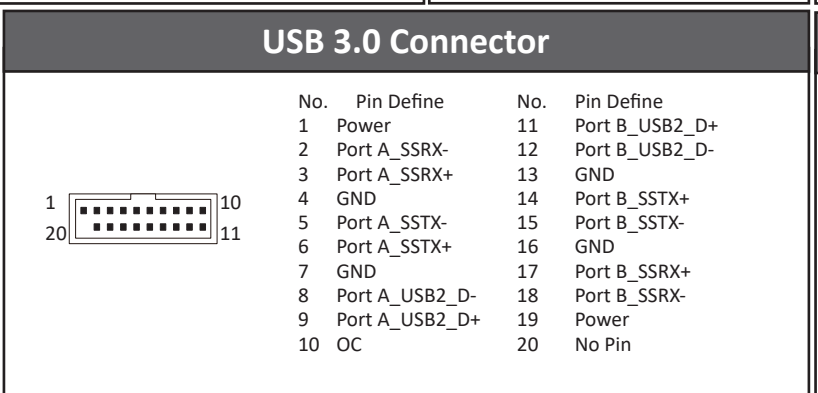 USB 3.0 Connector
No. Pin Define No. Pin Define
1 Power 11 Port B_USB2_D+
2 Port A_SSRX- 12 Port B_USB2_D-
3 Port A_SSRX+ 13 GND
1 10 4 GND 14 Port B_SSTX+
20 11 5 Port A_SSTX- 15 Port B_SSTX-
6 Port A_SSTX+ 16 GND
7 GND 17 Port B_SSRX+
8 Port A_USB2_D- 18 Port B_SSRX-
9 Port A_USB2_D+ 19 Power
10 OC 20 No Pin